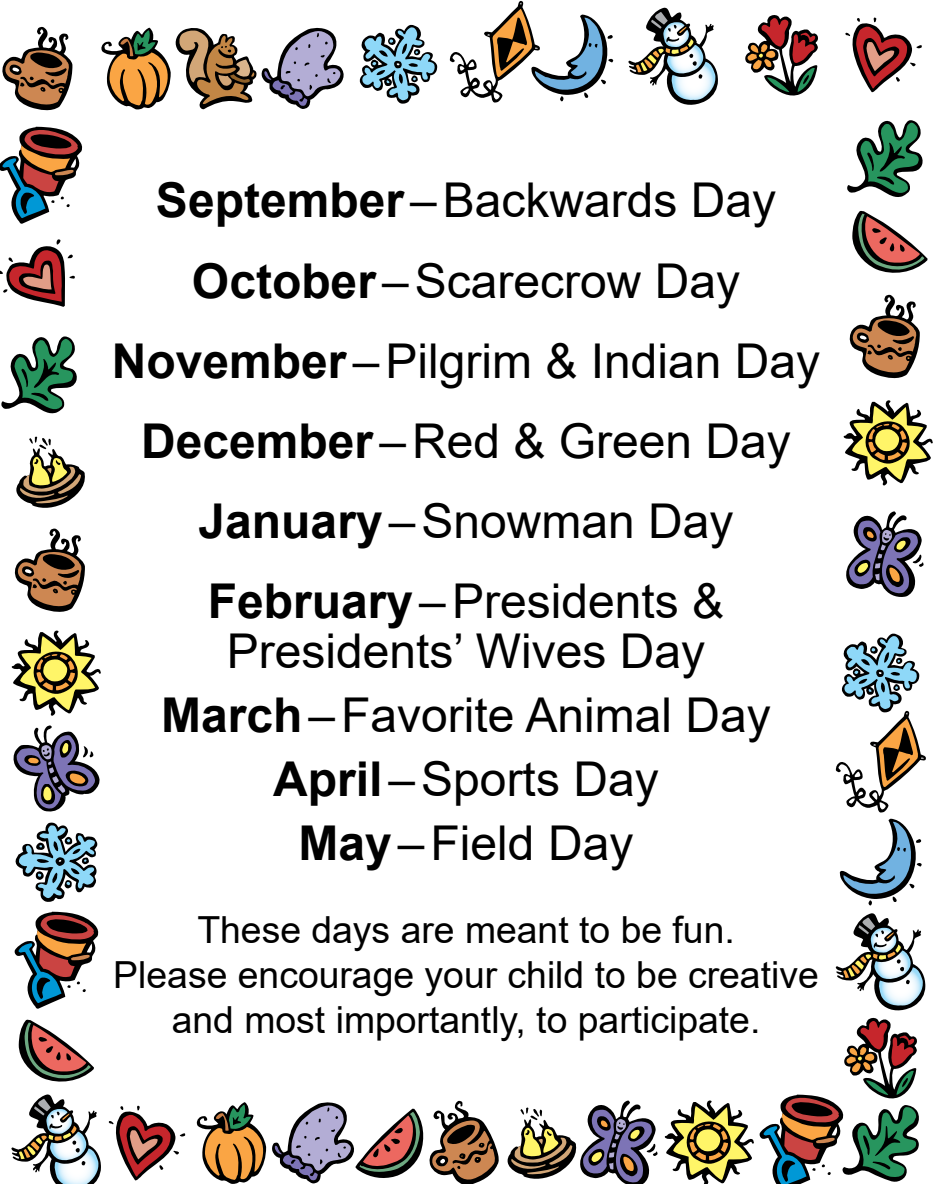 September – Backwards Day
October – Scarecrow Day
November – Pilgrim & Indian Day
December – Red & Green Day
January – Snowman Day
February – Presidents &
Presidents’ Wives Day
March – Favorite Animal Day
April – Sports Day
May – Field Day
These days are meant to be fun.
Please encourage your child to be creative
and most importantly, to participate.